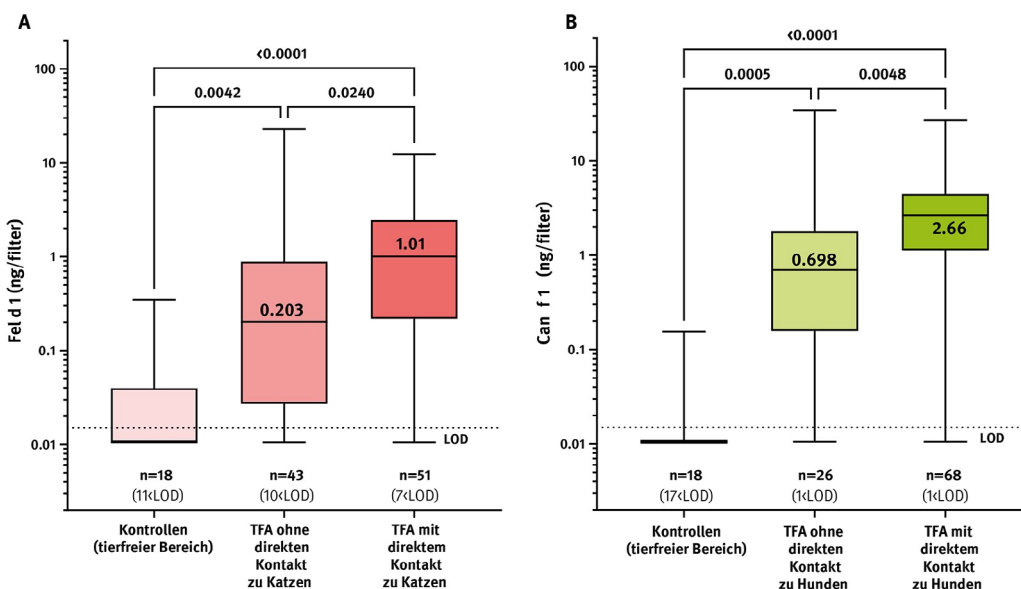 A
Fel d 1 (ng/filter)
100
10
1
0.1
0.01
<0.0001
0.0042
0.0240
0.203
1.01
LOD
n=18
(11<LOD)
n=43
(10<LOD)
n=51
(7<LOD)
Kontrollen
(tierfreier Bereich)
TFA ohne
direkten
Kontakt
zu Katzen
TFA mit
direktem
Kontakt
zu Katzen
B
Can f 1 (ng/filter)
100
10
1
0.1
0.01
<0.0001
0.0005
0.0048
0.698
2.66
LOD
n=18
(17<LOD)
n=26
(1<LOD)
n=68
(1<LOD)
Kontrollen
(tierfreier Bereich)
TFA ohne
direkten
Kontakt
zu Hunden
TFA mit
direktem
Kontakt
zu Hunden